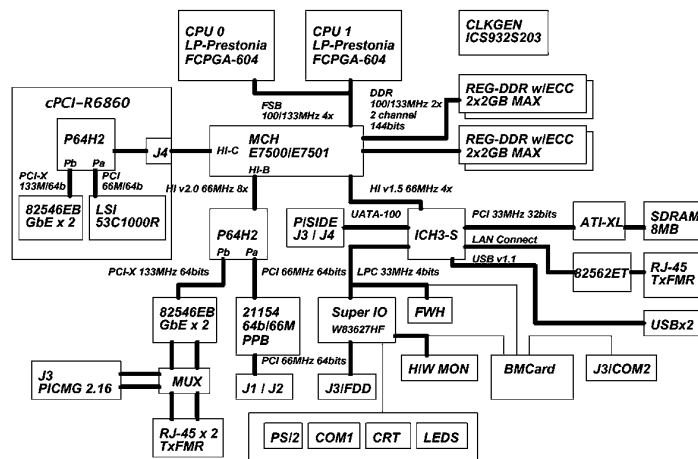 CPU 0
LP-Prestonia
FCPGA-604
CPU 1
LP-Prestonia
FCPGA-604
CLKGEN
ICS932S203
FSB
100/133MHz 4x
DDR
100/133MHz 2x
2 channel
144bits
REG-DDR w/ECC
2x2GB MAX
REG-DDR w/ECC
2x2GB MAX
cPCI-R6860
P64H2
Pb Pa
J4
HI-C
MCH
E7500/E7501
HI-B
PCI-X
133M/64b
PCI
66M/64b
82546EB
GbE x 2
LSI
53C1000R
HI v2.0 66MHz 8x
HI v1.5 66MHz 4x
P64H2
Pb Pa
P/SIDE
J3 / J4
UATA-100
ICH3-S
PCI 33MHz 32bits
ATI-XL
SDRAM
8MB
LAN Connect
USB v1.1
82562ET
RJ-45
TxFMR
PCI-X 133MHz 64bits
PCI 66MHz 64bits
LPC 33MHz 4bits
82546EB
GbE x 2
21154
64b/66M
PPB
Super IO
W83627HF
FWH
USBx2
PCI 66MHz 64bits
J3
PICMG 2.16
MUX
J1 / J2
J3/FDD
H/W MON
BMCard
J3/COM2
RJ-45 x 2
TxFMR
PS/2
COM1
CRT
LEDS